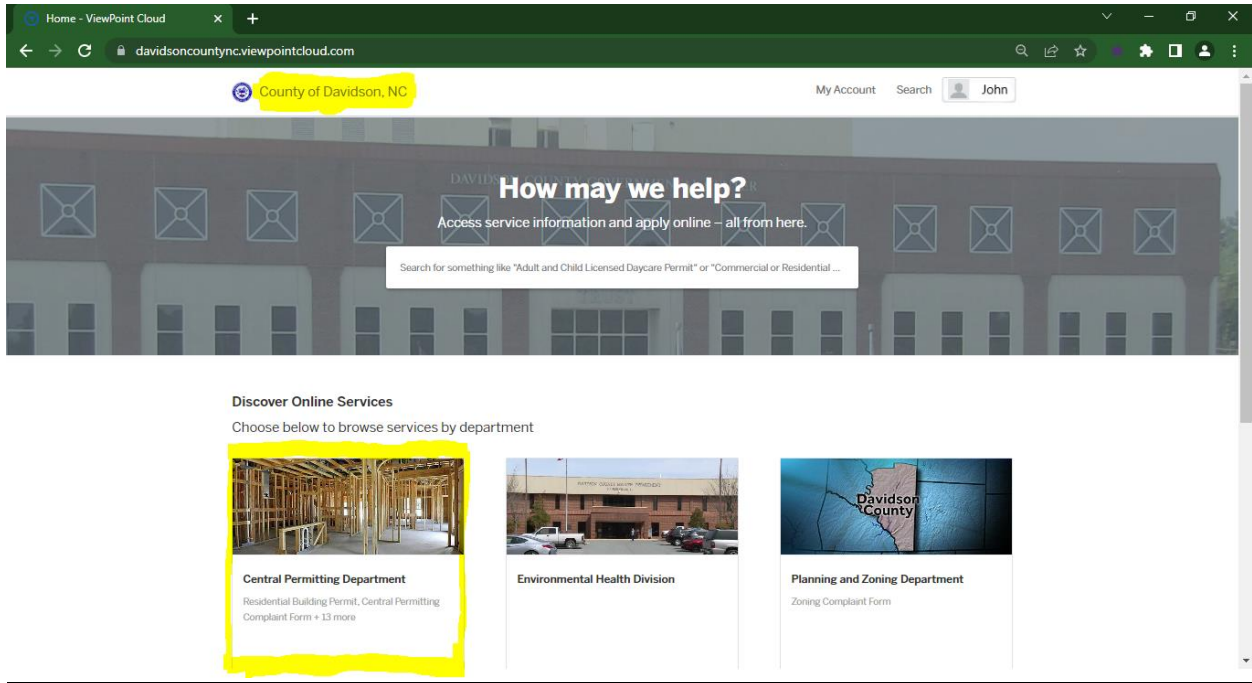 Home - ViewPoint Cloud
davidsoncountync.viewpointcloud.com
County of Davidson, NC
My Account Search John
How may we help?
Access service information and apply online – all from here.
Search for something like "Adult and Child Licensed Daycare Permit" or "Commercial or Residential ...
TRUST
Discover Online Services
Choose below to browse services by department
Davidson
County
Central Permitting Department
Environmental Health Division
Planning and Zoning Department
Residential Building Permit, Central Permitting
Complaint Form + 13 more
Zoning Complaint Form